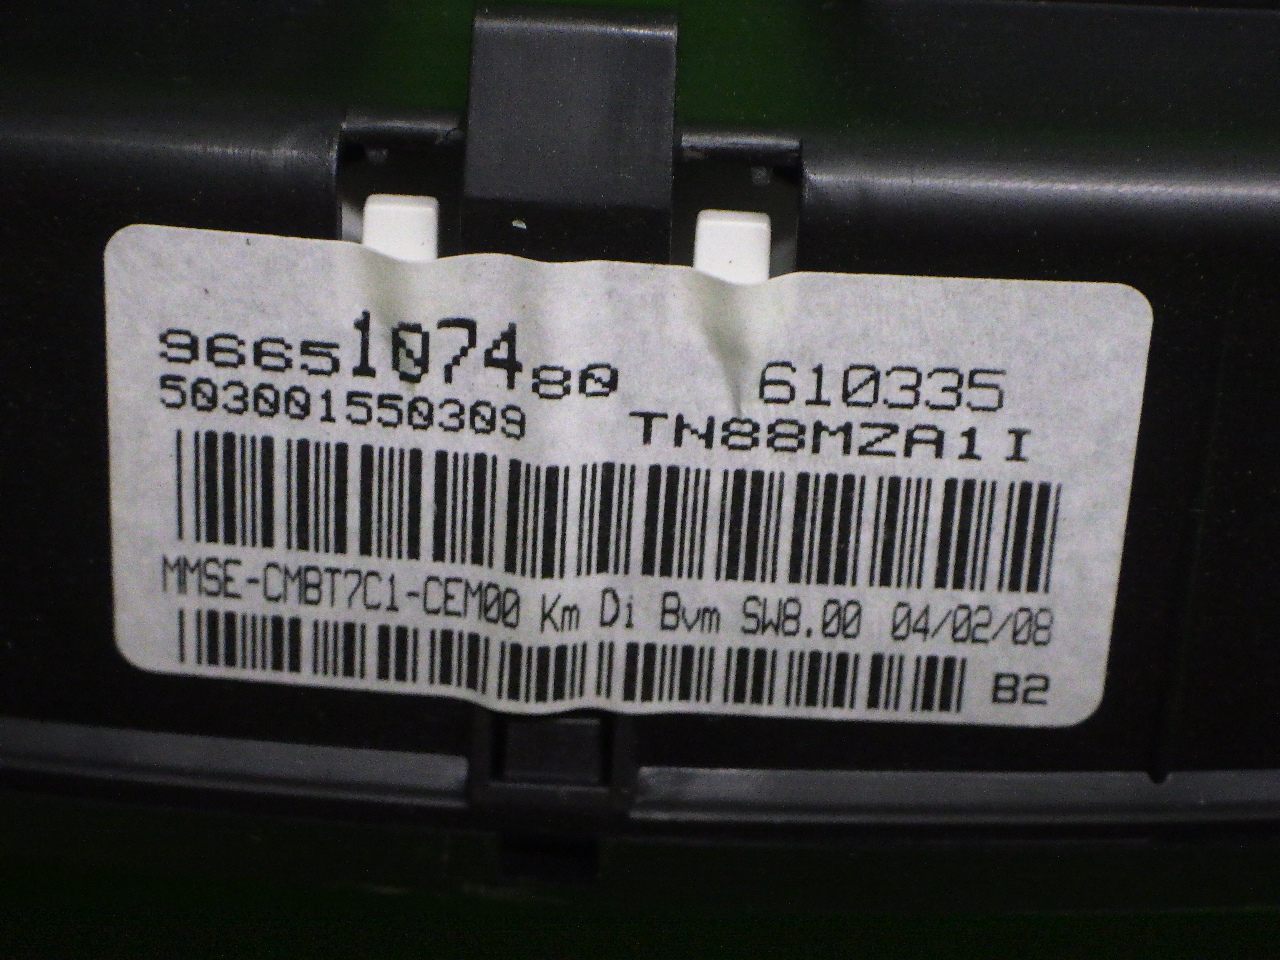 9665107480 610335
503001550309 TN88MZA1I
MMSE-CMBT7C1-CEM00 Km Di Bvm SW8.00 04/02/08
B2